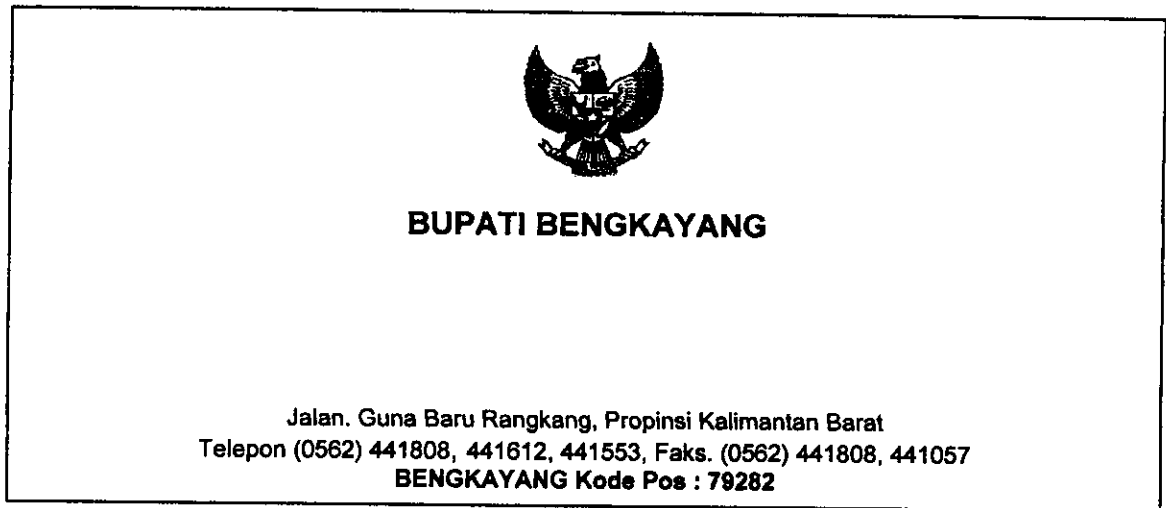 BUPATI BENGKAYANG
Jalan. Guna Baru Rangkang, Propinsi Kalimantan Barat
Telepon (0562) 441808, 441612, 441553, Faks. (0562) 441808, 441057
BENGKAYANG Kode Pos : 79282